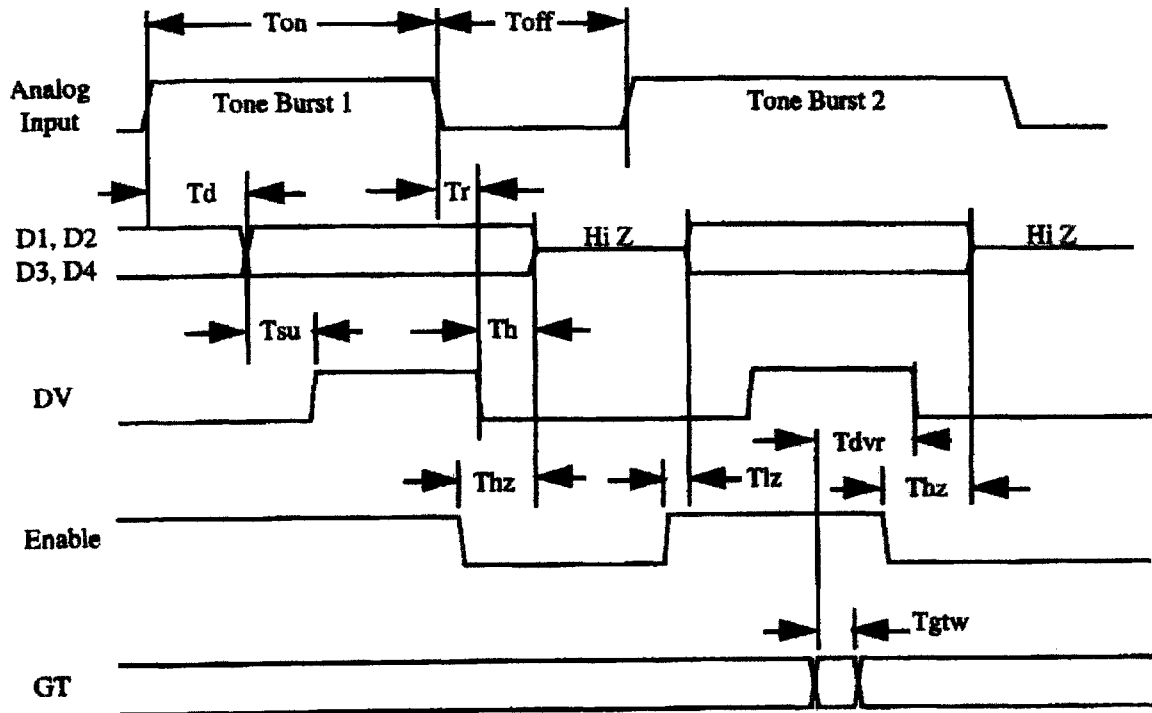 Ton Toff
Analog
Input
Tone Burst 1 Tone Burst 2
Td Tr
D1, D2
Hi Z Hi Z
D3, D4
Tsu Th
DV
Tdvr
Thz Tlz Thz
Enable
Tgtw
GT